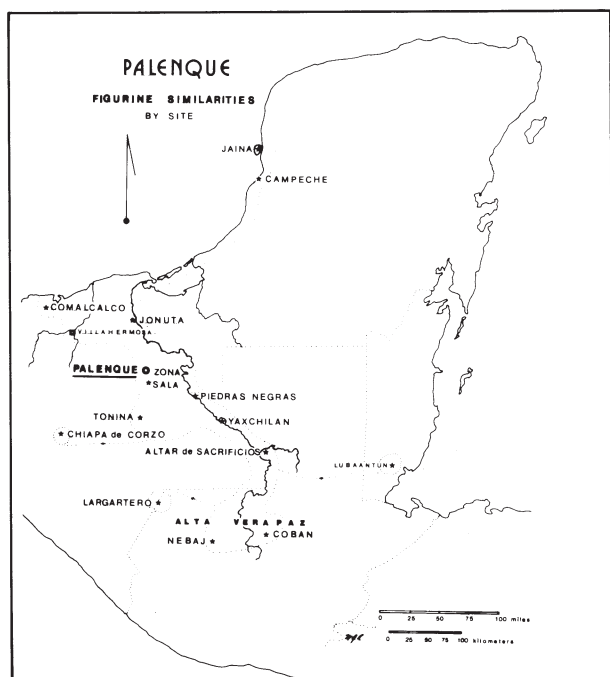 PALENQUE
FIGURINE SIMILARITIES
BY SITE
JAINA
CAMPECHE
COMALCALCO
JONUTA
VILLAHERMOSA
PALENQUE
ZONA
SALA
PIEDRAS NEGRAS
TONINA
YAXCHILAN
CHIAPA de CORZO
ALTAR de SACRIFICIOS
LUBAANTUN
LARGARTERO
ALTA VERA PAZ
COBAN
NEBAJ
0 25 50 75 100 miles
0 25 50 75 100 kilometers